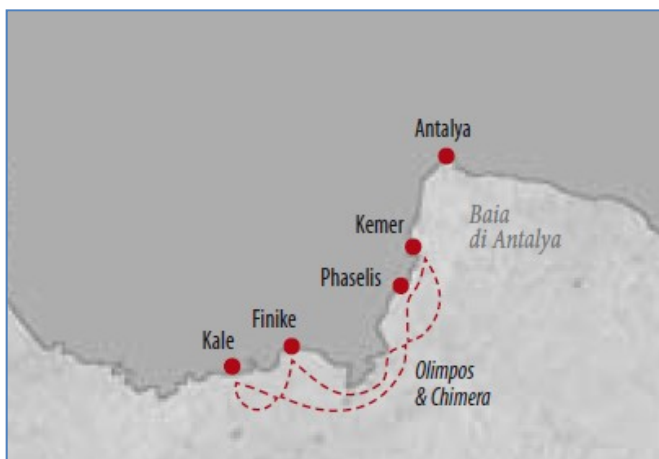 Antalya
Kemer
Baia
di Antalya
Phaselis
Finike
Kale
Olimpos
& Chimera